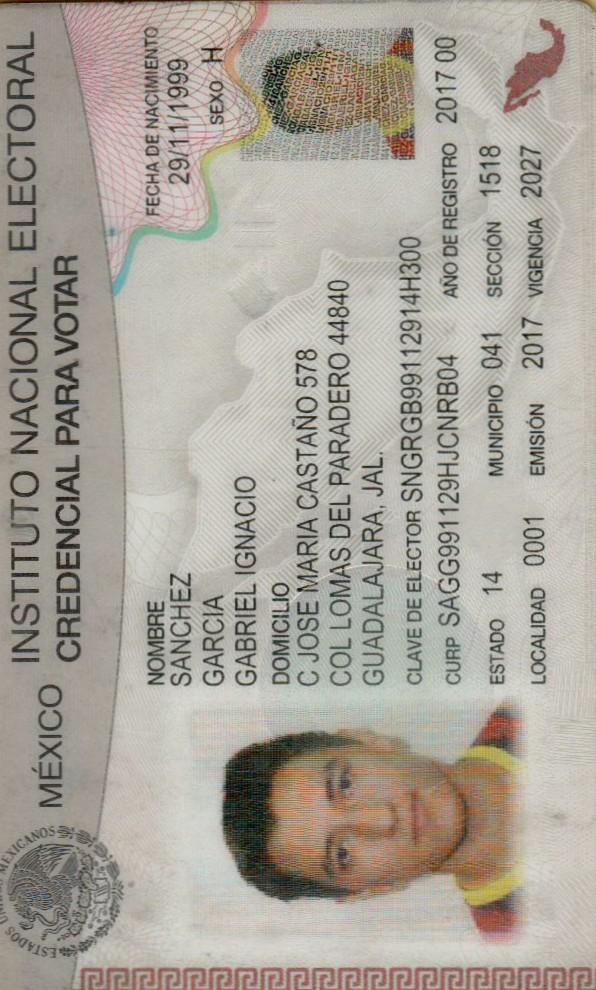 ESTADOS UNIDOS MEXICANOS
MÉXICO
INSTITUTO NACIONAL ELECTORAL
CREDENCIAL PARA VOTAR
NOMBRE
SANCHEZ
GARCIA
GABRIEL IGNACIO
FECHA DE NACIMIENTO
29/11/1999
SEXO H
DOMICILIO
C JOSE MARIA CASTAÑO 578
COL LOMAS DEL PARADERO 44840
GUADALAJARA, JAL.
CLAVE DE ELECTOR SNGRGB99112914H300
CURP SAGG991129HJCNRB04 AÑO DE REGISTRO 2017 00
ESTADO 14 MUNICIPIO 041 SECCIÓN 1518
LOCALIDAD 0001 EMISIÓN 2017 VIGENCIA 2027